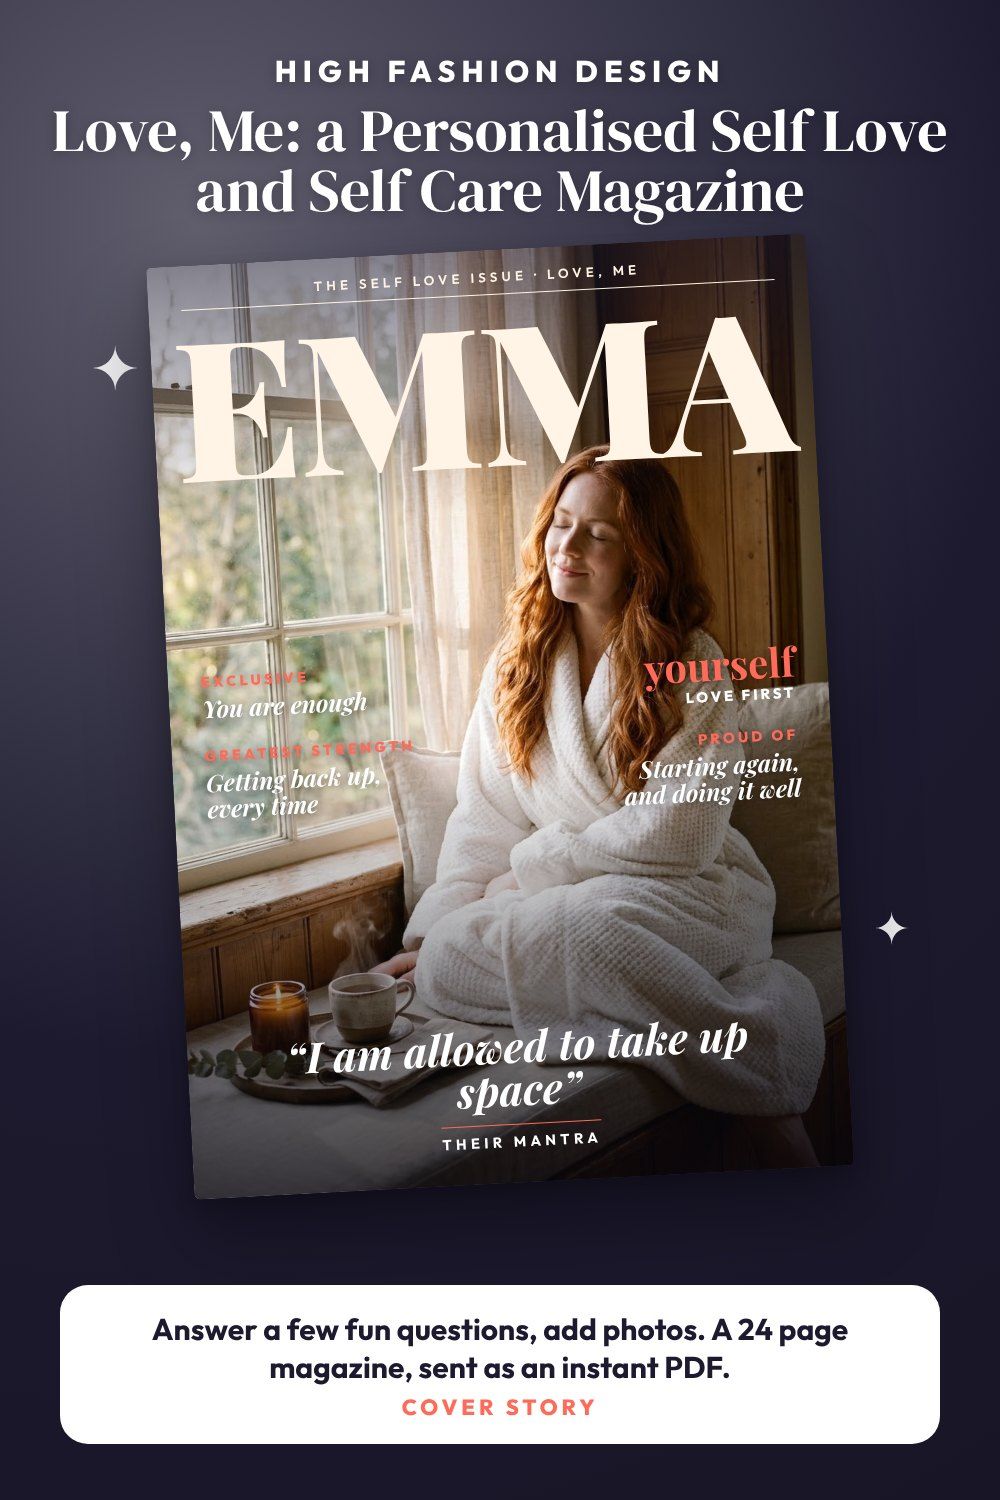 HIGH FASHION DESIGN
Love, Me: a Personalised Self Love
and Self Care Magazine
THE SELF LOVE ISSUE · LOVE, ME
EMMA
EXCLUSIVE
You are enough
GREATEST STRENGTH
Getting back up,
every time
yourself
LOVE FIRST
PROUD OF
Starting again,
and doing it well
“I am allowed to take up
space”
THEIR MANTRA
Answer a few fun questions, add photos. A 24 page
magazine, sent as an instant PDF.
COVER STORY